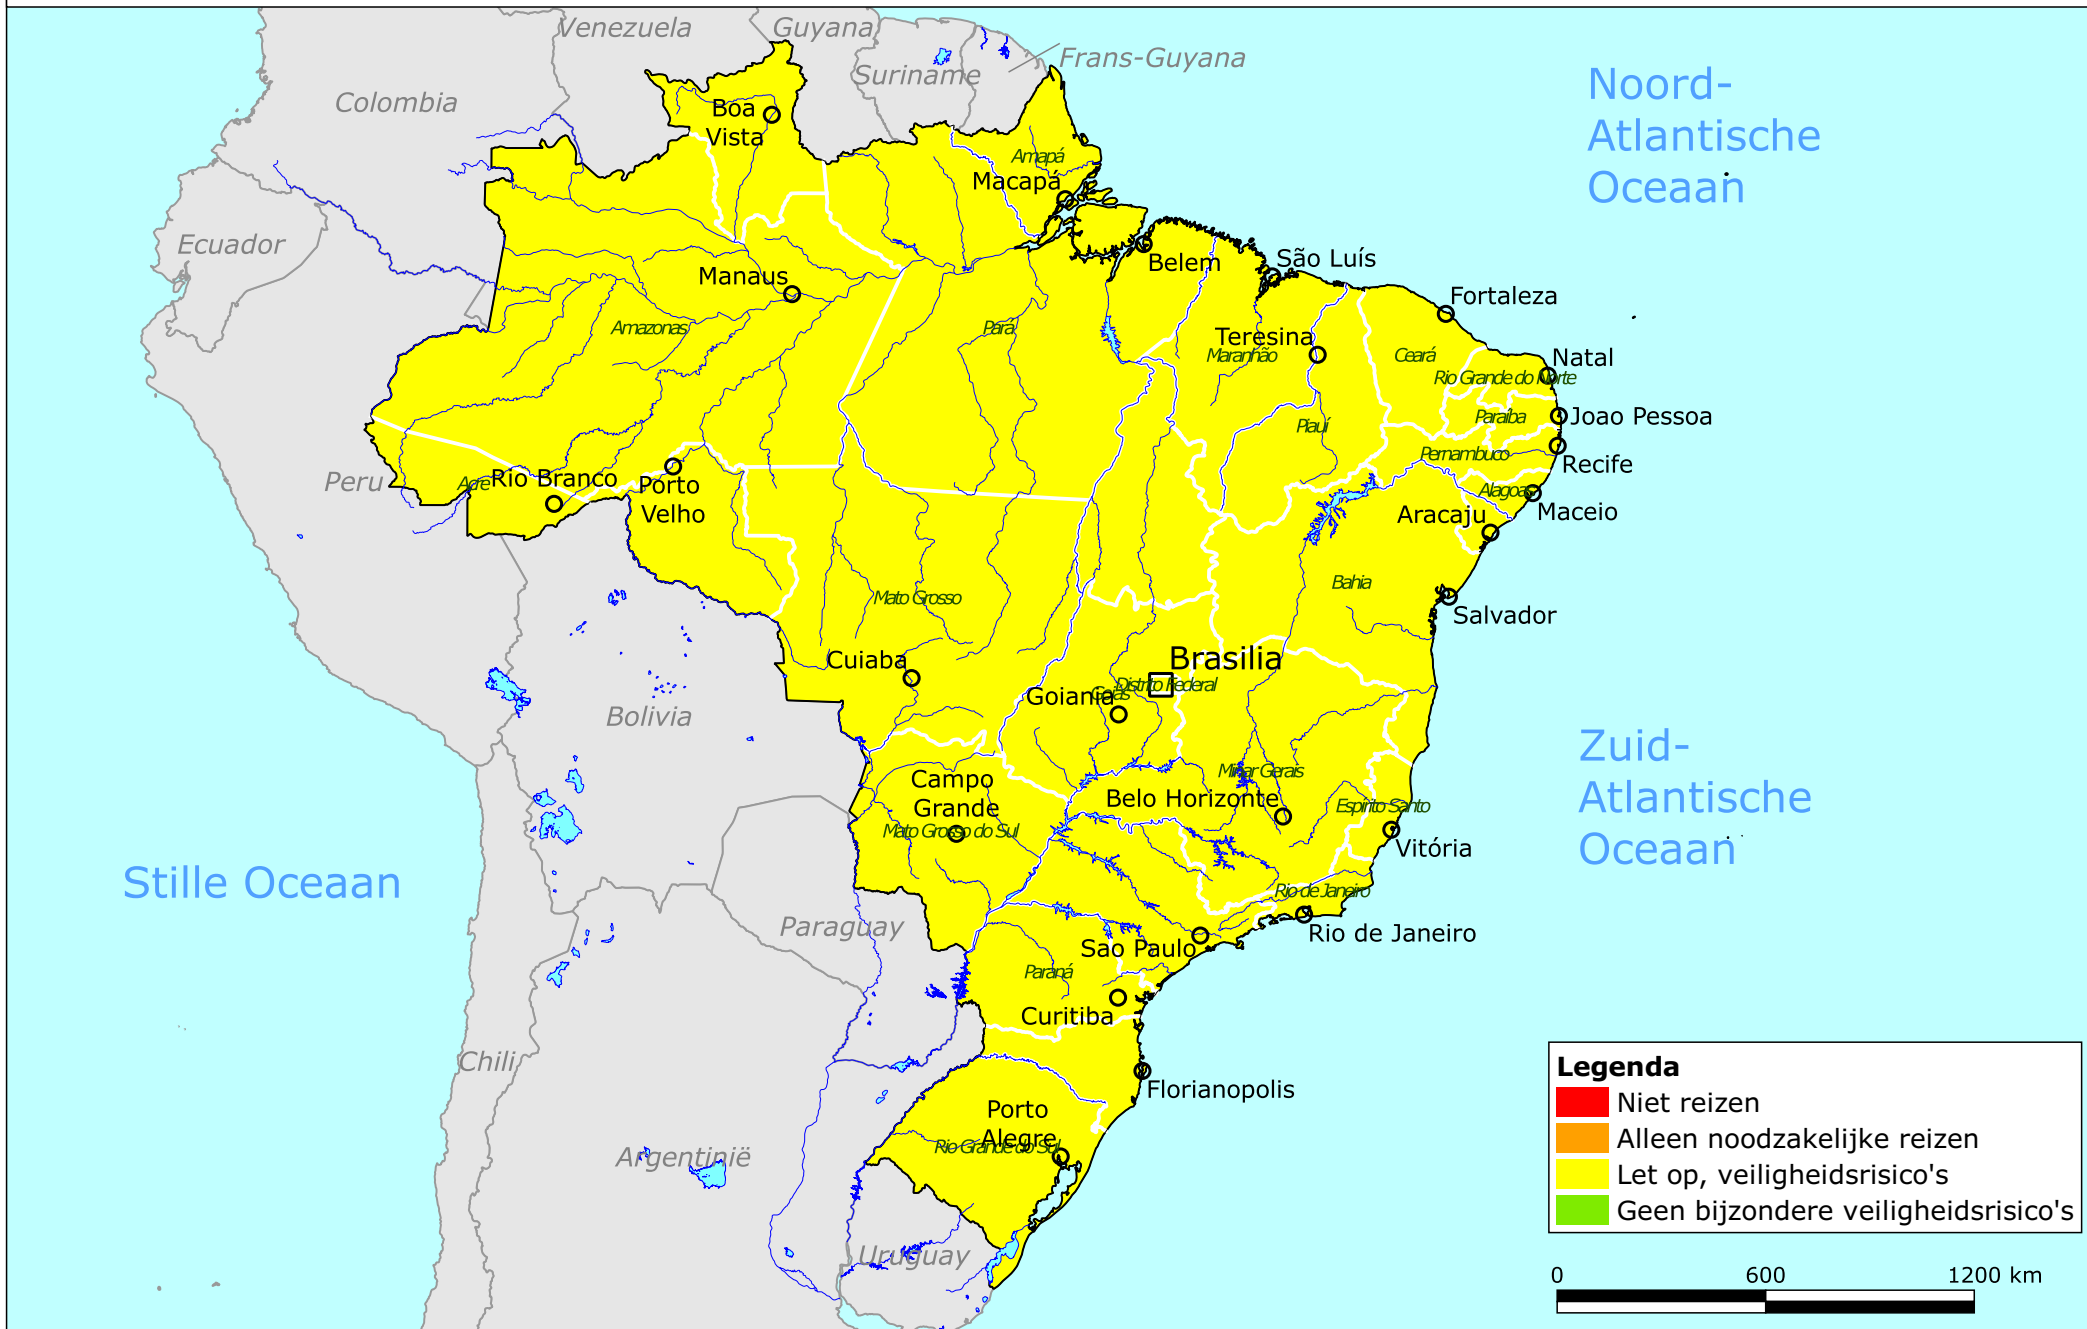 Venezuela
Guyana
Frans-Guyana
Suriname
Colombia
Noord-
Atlantische
Oceaan
Boa
Vista
Amapá
Macapá
Ecuador
Belem
São Luís
Manaus
Fortaleza
Amazonas
Pará
Teresina
Maranhão
Ceará
Natal
Rio Grande do Norte
Paraíba
Joao Pessoa
Piauí
Pernambuco
Recife
Peru
Acre
Rio Branco
Porto
Velho
Alagoas
Maceio
Aracaju
Bahia
Mato Grosso
Salvador
Cuiaba
Brasilia
Distrito Federal
Goiás
Goiania
Bolivia
Zuid-
Atlantische
Oceaan
Campo
Grande
Minar Gerais
Belo Horizonte
Espírito Santo
Mato Grosso do Sul
Vitória
Stille Oceaan
Rio de Janeiro
Paraguay
Rio de Janeiro
Sao Paulo
Paraná
Curitiba
Chili
Florianopolis
Porto
Alegre
Rio Grande do Sul
Argentinië
Uruguay
Legenda
Niet reizen
Alleen noodzakelijke reizen
Let op, veiligheidsrisico's
Geen bijzondere veiligheidsrisico's
0 600 1200 km